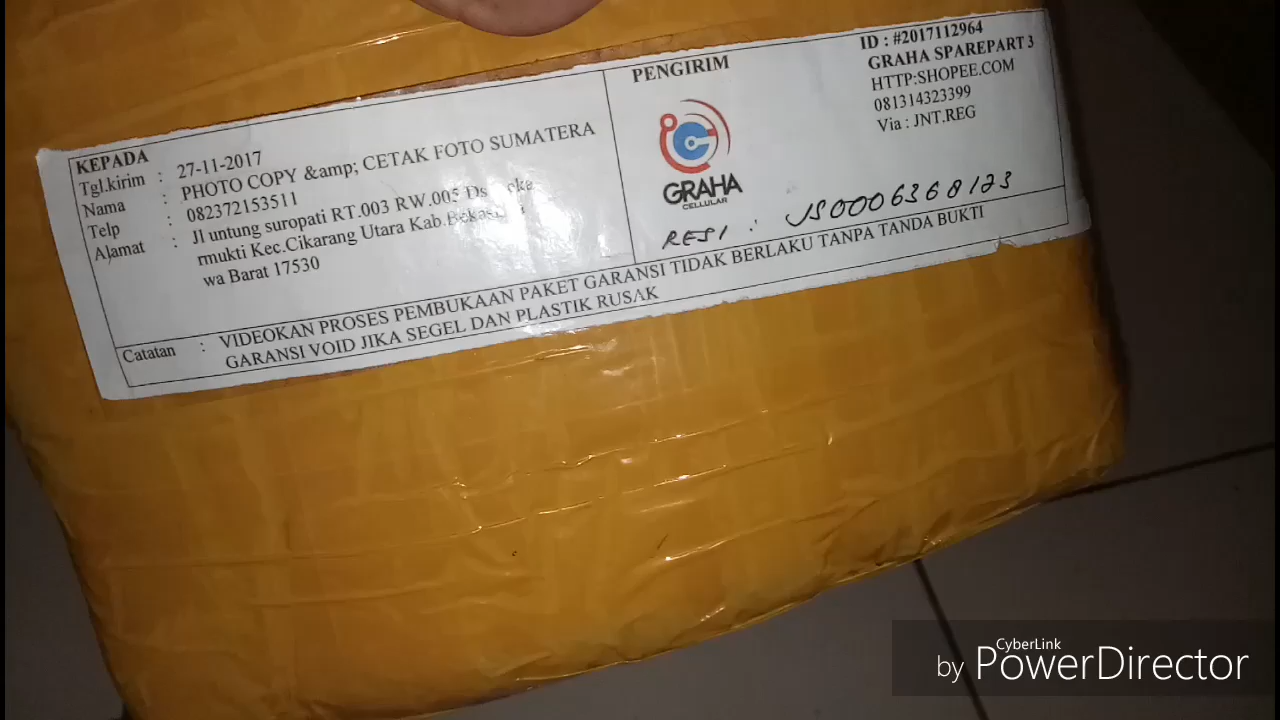 KEPADA
Tgl.kirim : 27-11-2017
Nama : PHOTO COPY &amp; CETAK FOTO SUMATERA
Telp : 082372153511
Alamat : Jl untung suropati RT.003 RW.005
rmukti Kec.Cikarang Utara Kab.
wa Barat 17530
PENGIRIM
GRAHA
CELLULAR
ID : #2017112964
GRAHA SPAREPART 3
HTTP:SHOPEE.COM
081314323399
Via : JNT.REG
RESI : JS0006368123
Catatan : VIDEOKAN PROSES PEMBUKAAN PAKET GARANSI TIDAK BERLAKU TANPA TANDA BUKTI
GARANSI VOID JIKA SEGEL DAN PLASTIK RUSAK
CyberLink
by PowerDirector